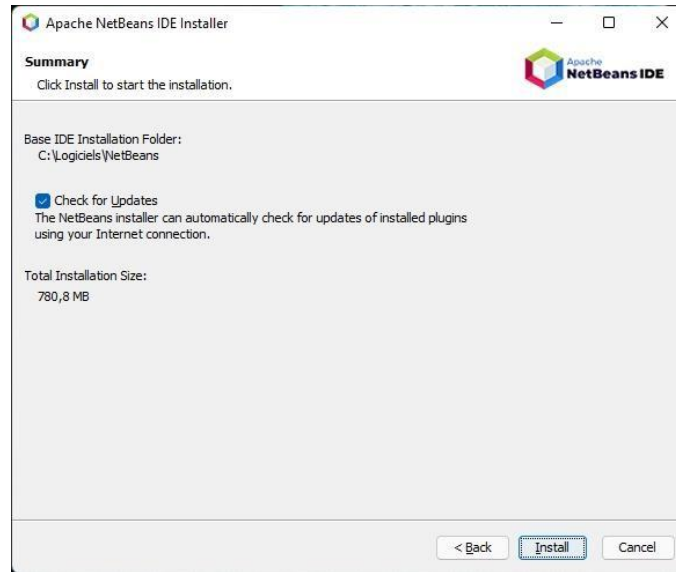 Apache NetBeans IDE Installer
Summary
Click Install to start the installation.
Apache
NetBeans IDE
Base IDE Installation Folder:
C:\Logiciels\NetBeans
Check for Updates
The NetBeans installer can automatically check for updates of installed plugins
using your Internet connection.
Total Installation Size:
780,8 MB
< Back Install Cancel